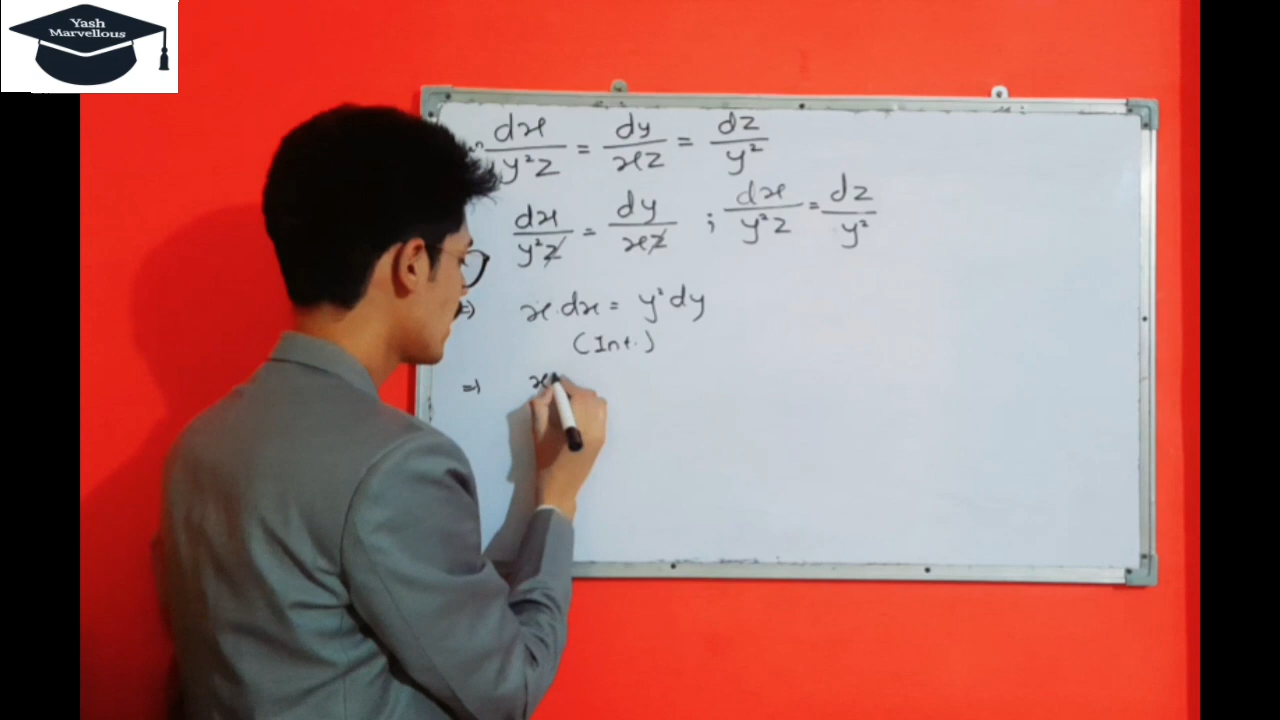 Yash
Marvellous
dx/y²z = dy/xz = dz/y²
dx/y²z = dy/xz ; dx/y²z = dz/y²
=) x.dx = y²dy
(Int.)
=) x